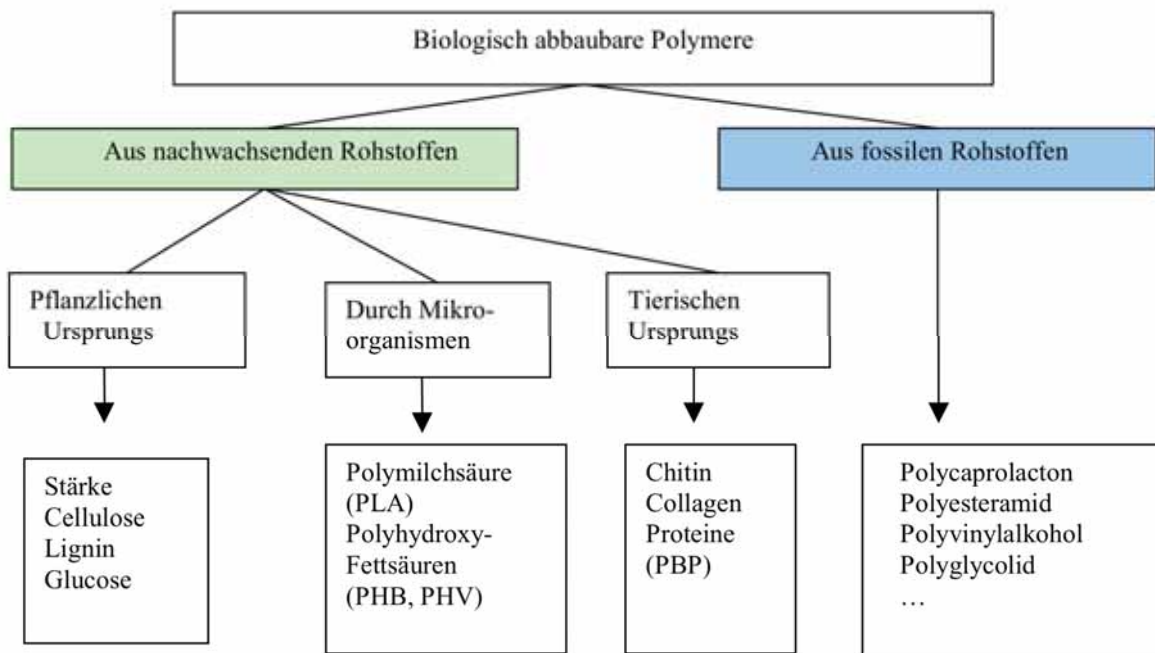 Biologisch abbaubare Polymere
Aus nachwachsenden Rohstoffen
Aus fossilen Rohstoffen
Pflanzlichen
Ursprungs
Durch Mikro-
organismen
Tierischen
Ursprungs
Stärke
Cellulose
Lignin
Glucose
Polymilchsäure
(PLA)
Polyhydroxy-
Fettsäuren
(PHB, PHV)
Chitin
Collagen
Proteine
(PBP)
Polycaprolacton
Polyesteramid
Polyvinylalkohol
Polyglycolid
…